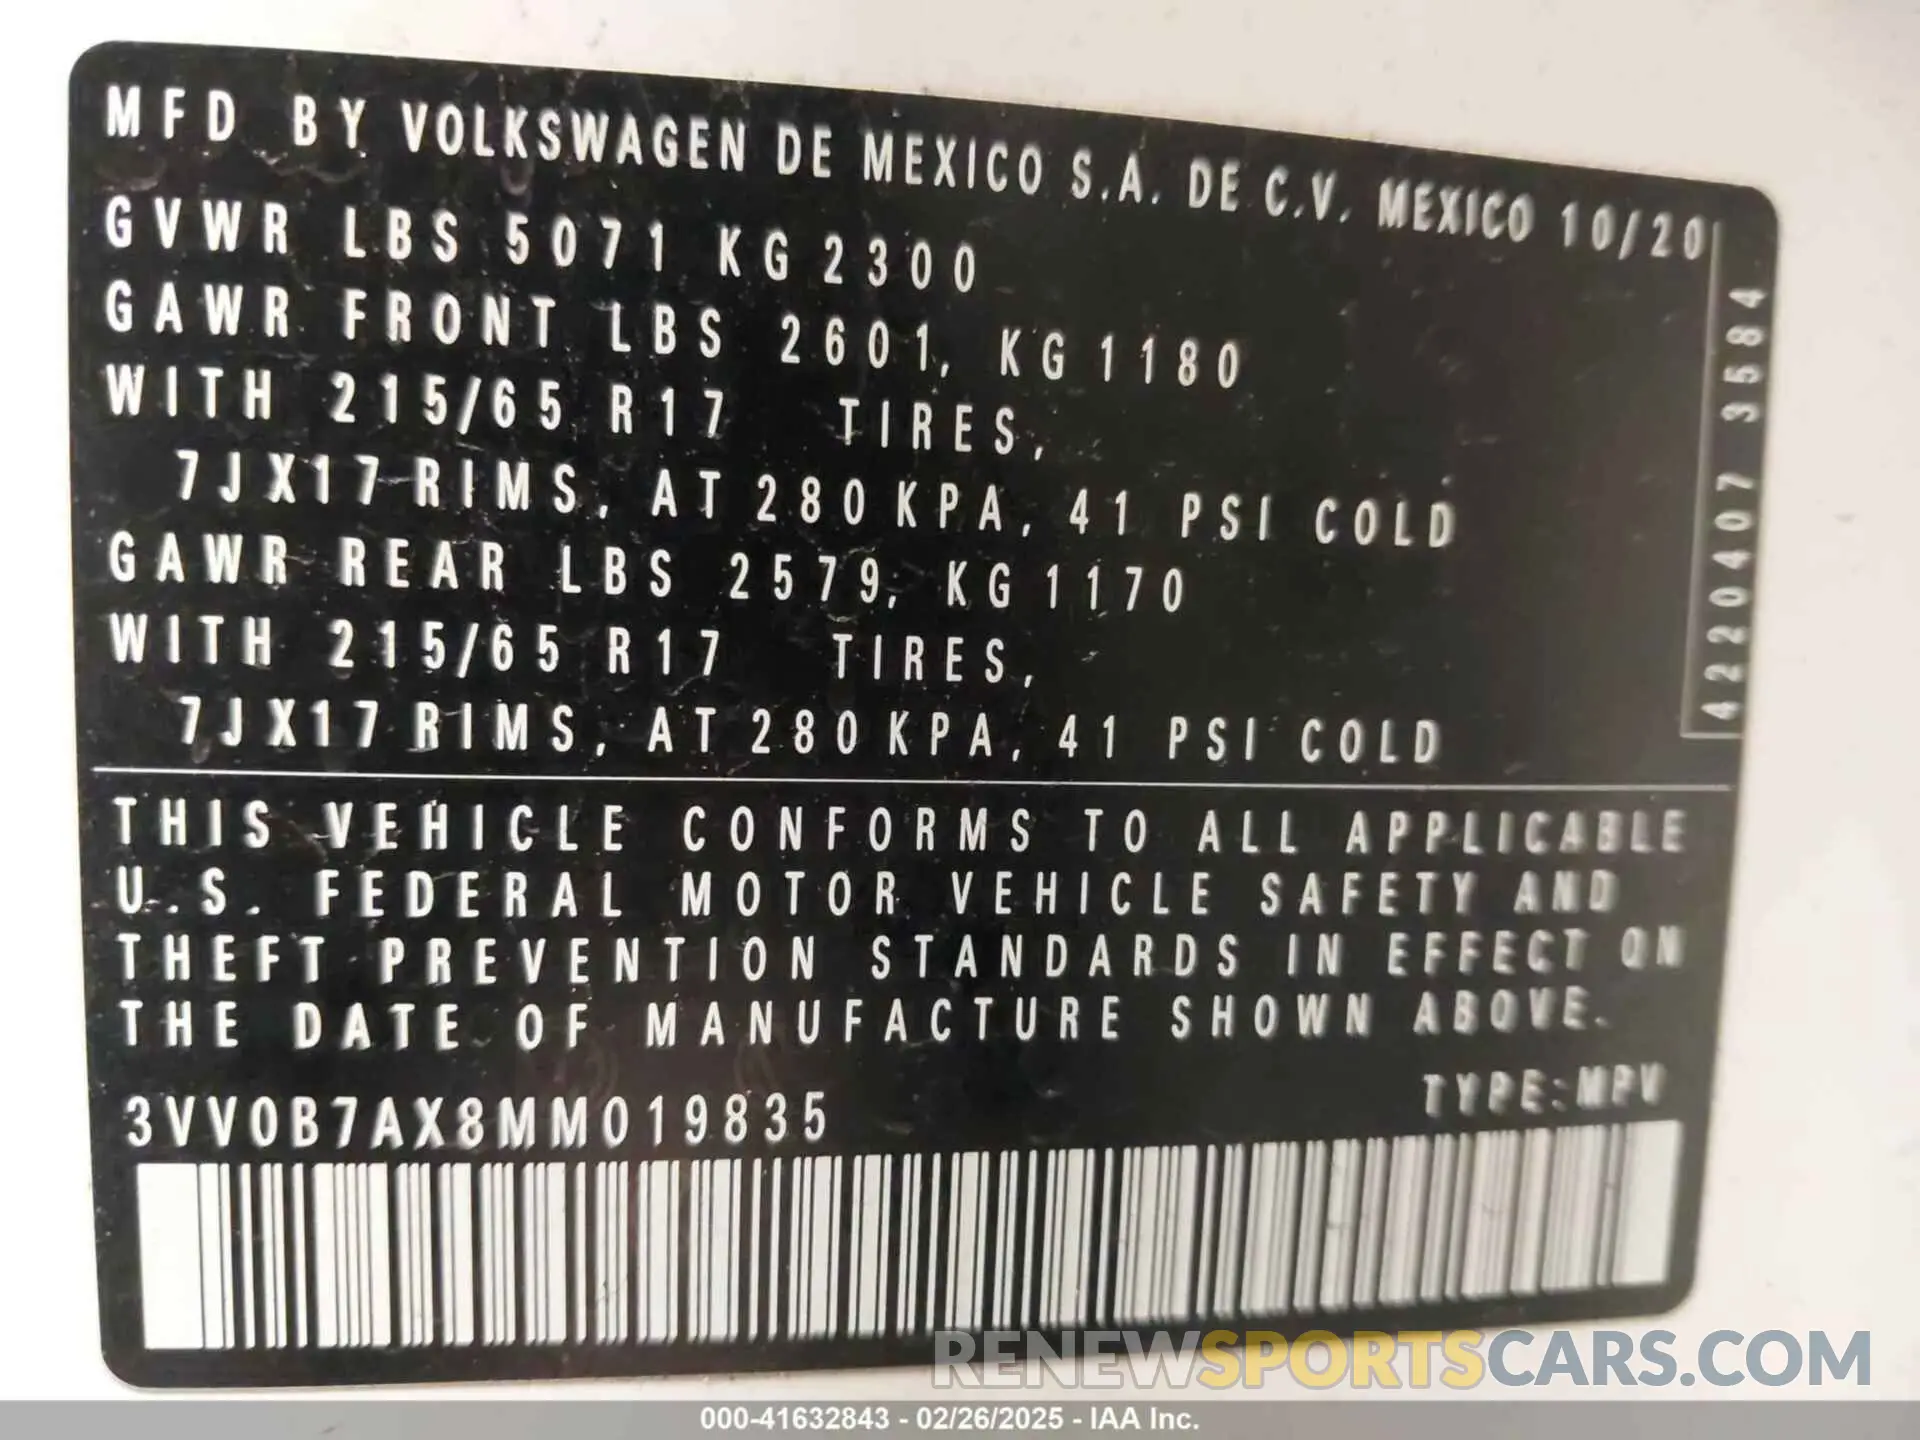 MFD BY VOLKSWAGEN DE MEXICO S.A. DE C.V. MEXICO 10/20
GVWR LBS 5071 KG 2300
GAWR FRONT LBS 2601, KG 1180
WITH 215/65 R17 TIRES,
7JX17 RIMS, AT 280 KPA, 41 PSI COLD
GAWR REAR LBS 2579, KG 1170
WITH 215/65 R17 TIRES,
7JX17 RIMS, AT 280 KPA, 41 PSI COLD
4220407 3584
THIS VEHICLE CONFORMS TO ALL APPLICABLE
U.S. FEDERAL MOTOR VEHICLE SAFETY AND
THEFT PREVENTION STANDARDS IN EFFECT ON
THE DATE OF MANUFACTURE SHOWN ABOVE.
TYPE:MPV
3VV0B7AX8MM019835
RENEWSPORTSCARS.COM
000-41632843 - 02/26/2025 - IAA Inc.